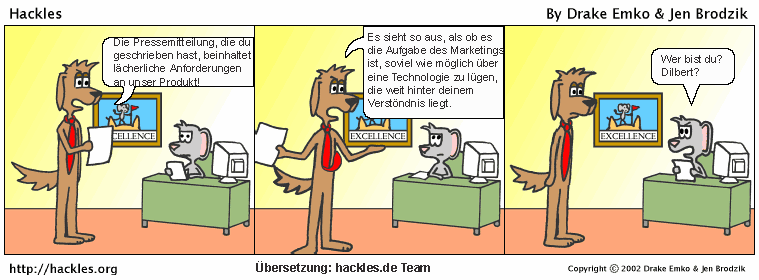 Hackles
By Drake Emko & Jen Brodzik
Die Pressemitteilung, die du
geschrieben hast, beinhaltet
lächerliche Anforderungen
an unser Produkt!
EXCELLENCE
Es sieht so aus, als ob es
die Aufgabe des Marketings
ist, soviel wie möglich über
eine Technologie zu lügen,
die weit hinter deinem
Verständnis liegt.
EXCELLENCE
Wer bist du?
Dilbert?
EXCELLENCE
http://hackles.org
Übersetzung: hackles.de Team
Copyright © 2002 Drake Emko & Jen Brodzik